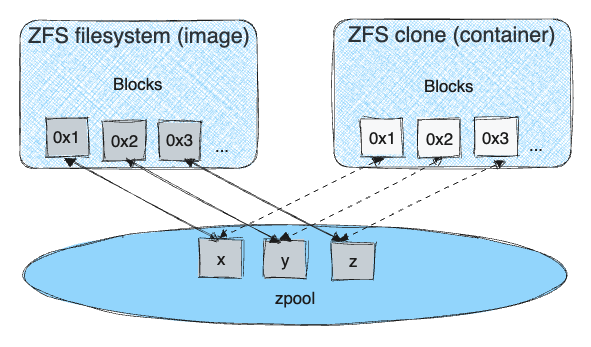 ZFS filesystem (image)
Blocks
0x1 0x2 0x3 ...
ZFS clone (container)
Blocks
0x1 0x2 0x3 ...
x y z
zpool